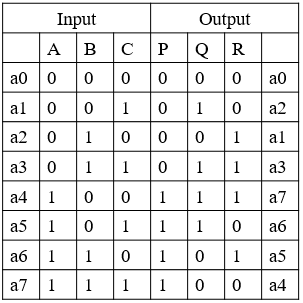 Input Output
A B C P Q R
a0 0 0 0 0 0 0 a0
a1 0 0 1 0 1 0 a2
a2 0 1 0 0 0 1 a1
a3 0 1 1 0 1 1 a3
a4 1 0 0 1 1 1 a7
a5 1 0 1 1 1 0 a6
a6 1 1 0 1 0 1 a5
a7 1 1 1 1 0 0 a4